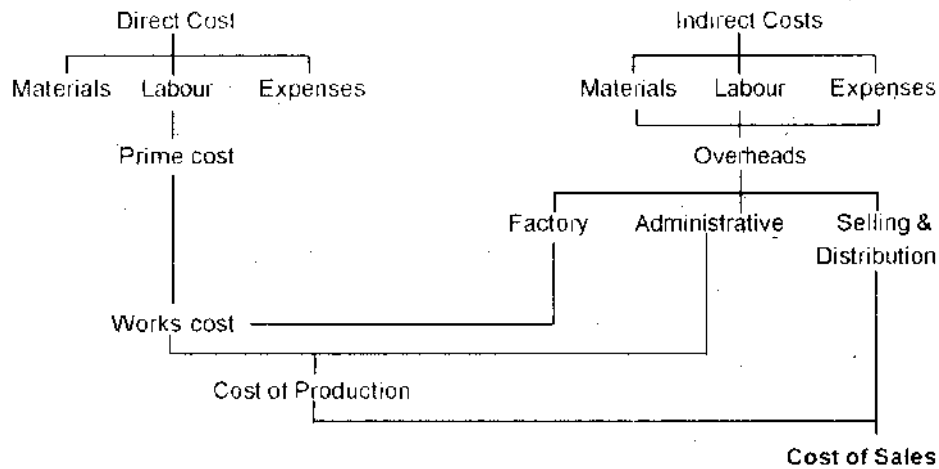 Direct Cost
Indirect Costs
Materials
Labour
Expenses
Materials
Labour
Expenses
Prime cost
Overheads
Factory
Administrative
Selling &
Distribution
Works cost
Cost of Production
Cost of Sales